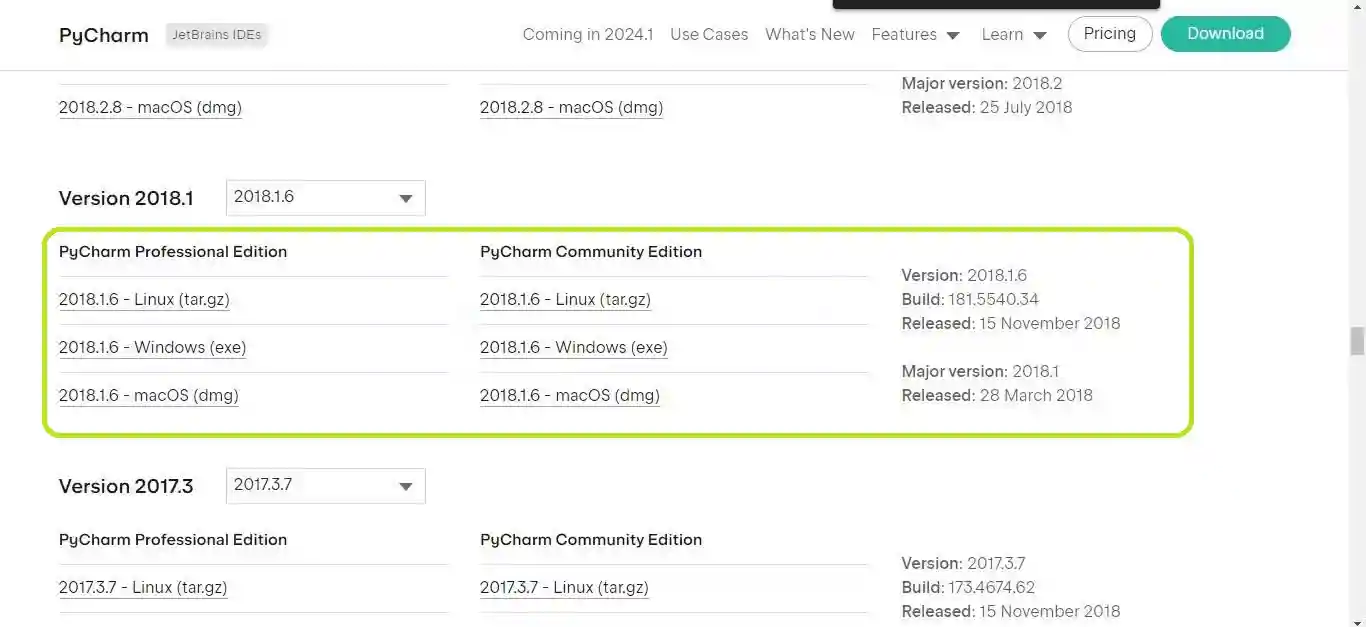 PyCharm JetBrains IDEs Coming in 2024.1 Use Cases What's New Features Learn Pricing Download
Major version: 2018.2
2018.2.8 - macOS (dmg) 2018.2.8 - macOS (dmg) Released: 25 July 2018
Version 2018.1 2018.1.6
PyCharm Professional Edition PyCharm Community Edition
Version: 2018.1.6
2018.1.6 - Linux (tar.gz) 2018.1.6 - Linux (tar.gz) Build: 181.5540.34
Released: 15 November 2018
2018.1.6 - Windows (exe) 2018.1.6 - Windows (exe)
Major version: 2018.1
2018.1.6 - macOS (dmg) 2018.1.6 - macOS (dmg) Released: 28 March 2018
Version 2017.3 2017.3.7
PyCharm Professional Edition PyCharm Community Edition
Version: 2017.3.7
2017.3.7 - Linux (tar.gz) 2017.3.7 - Linux (tar.gz) Build: 173.4674.62
Released: 15 November 2018